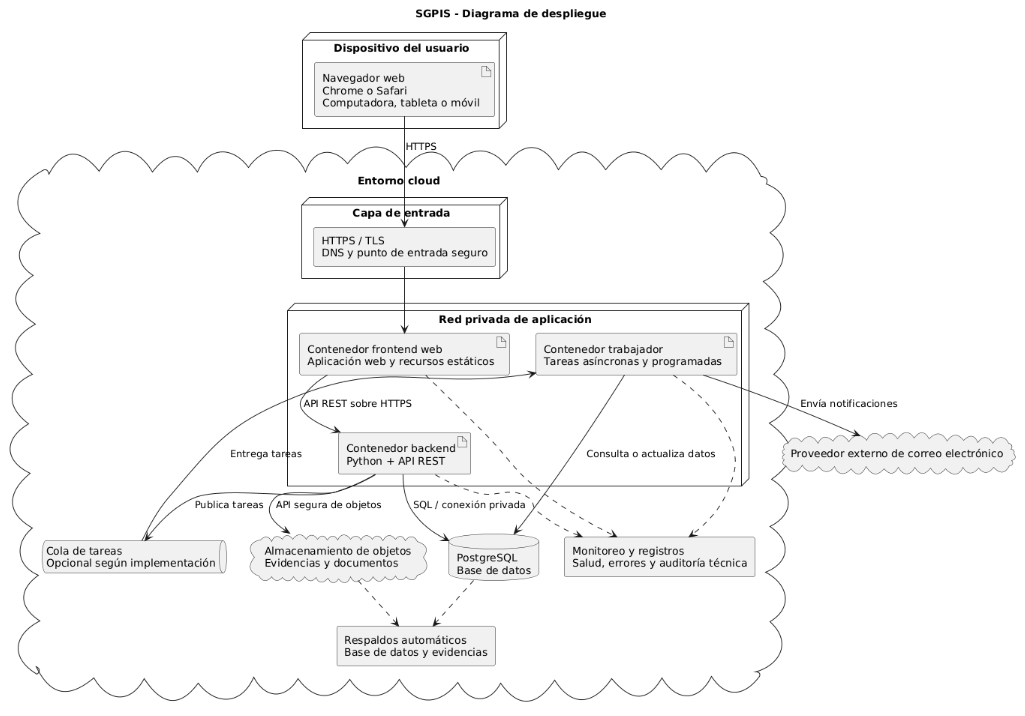 SGPIS - Diagrama de despliegue
Dispositivo del usuario
Navegador web
Chrome o Safari
Computadora, tableta o móvil
HTTPS
Entorno cloud
Capa de entrada
HTTPS / TLS
DNS y punto de entrada seguro
Red privada de aplicación
Contenedor frontend web
Aplicación web y recursos estáticos
Contenedor trabajador
Tareas asíncronas y programadas
API REST sobre HTTPS
Envía notificaciones
Contenedor backend
Python + API REST
Entrega tareas
Consulta o actualiza datos
Proveedor externo de correo electrónico
Publica tareas
API segura de objetos
SQL / conexión privada
Cola de tareas
Opcional según implementación
Almacenamiento de objetos
Evidencias y documentos
PostgreSQL
Base de datos
Monitoreo y registros
Salud, errores y auditoría técnica
Respaldos automáticos
Base de datos y evidencias